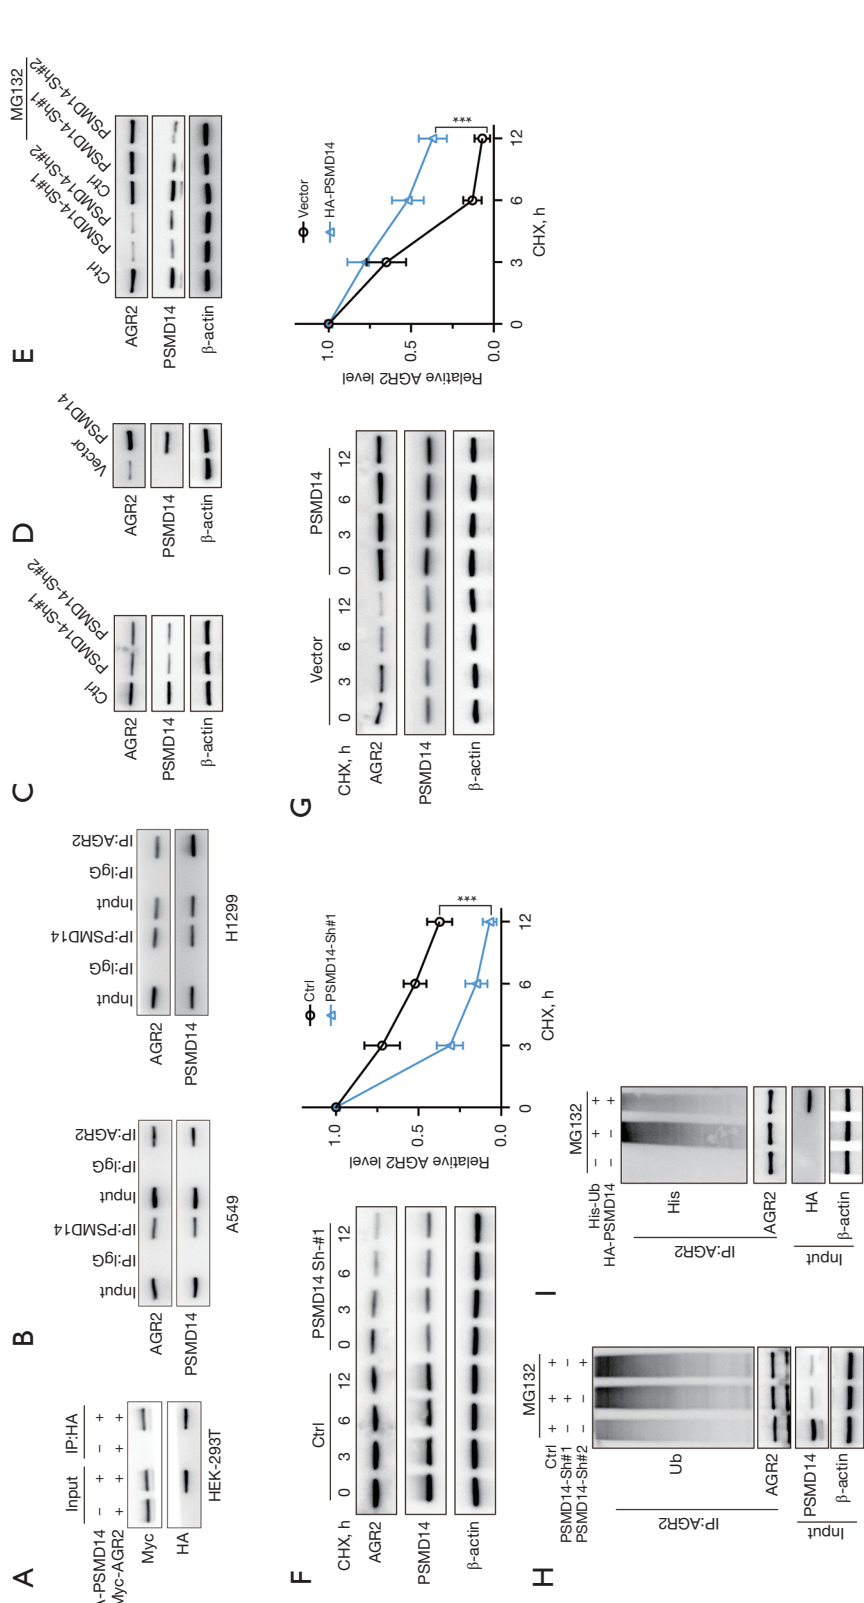 A
Input
IP:HA
-PSMD14
− + − +
Myc-AGR2
+ + + +
Myc
HA
HEK-293T
B
Input
IP:IgG
IP:PSMD14
Input
IP:IgG
IP:AGR2
AGR2
PSMD14
A549
Input
IP:IgG
IP:PSMD14
Input
IP:IgG
IP:AGR2
AGR2
PSMD14
H1299
C
Ctrl
PSMD14-Sh#1
PSMD14-Sh#2
AGR2
PSMD14
β-actin
D
Vector
PSMD14
AGR2
PSMD14
β-actin
E
MG132
Ctrl
PSMD14-Sh#1
PSMD14-Sh#2
Ctrl
PSMD14-Sh#1
PSMD14-Sh#2
AGR2
PSMD14
β-actin
F
Ctrl
PSMD14 Sh-#1
CHX, h
0 3 6 12 0 3 6 12
AGR2
PSMD14
β-actin
Ctrl
PSMD14-Sh#1
Relative AGR2 level
1.0
0.5
0.0
***
0 3 6 12
CHX, h
G
Vector
PSMD14
CHX, h
0 3 6 12 0 3 6 12
AGR2
PSMD14
β-actin
Vector
HA-PSMD14
Relative AGR2 level
1.0
0.5
0.0
***
0 3 6 12
CHX, h
H
MG132
Ctrl + − +
PSMD14-Sh#1 − + −
PSMD14-Sh#2 − − +
IP:AGR2
Ub
AGR2
Input
PSMD14
β-actin
I
MG132
His-Ub − + +
HA-PSMD14 − − +
IP:AGR2
His
AGR2
Input
HA
β-actin